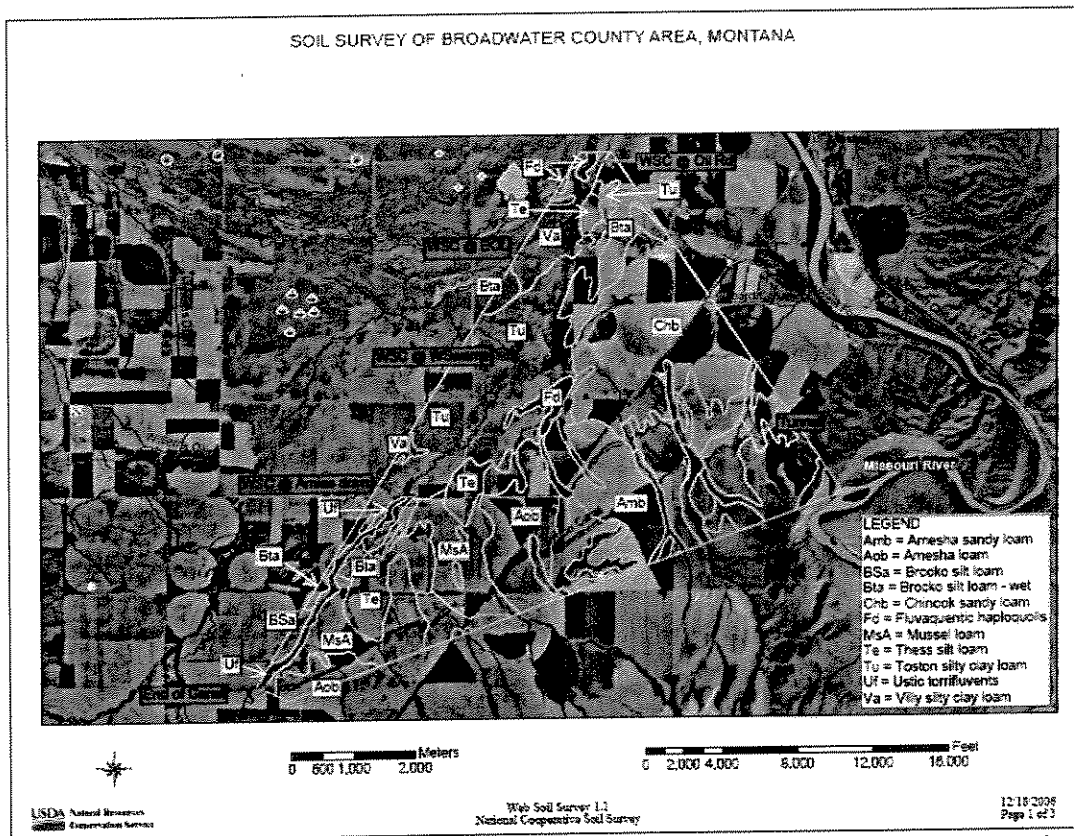 SOIL SURVEY OF BROADWATER COUNTY AREA, MONTANA
Fd
WSC @ Oil Rd
Te
Tu
Va
Bta
Bta
Tu
Chb
Fd
Tu
Va
Te
Tunnel
Missouri River
Uf
Aob
Amb
Bta
Bta
MsA
Te
BSa
MsA
Uf
Aob
End of Canal
LEGEND
Amb = Amesha sandy loam
Aob = Amesha loam
BSa = Brocko silt loam
Bta = Brocko silt loam - wet
Chb = Chinook sandy loam
Fd = Fluvaquentic haploquolls
MsA = Mussel loam
Te = Thess silt loam
Tu = Toston silty clay loam
Uf = Ustic torrifluvents
Va = Villy silty clay loam
Meters
0 500 1,000 2,000
Feet
0 2,000 4,000 8,000 12,000 16,000
USDA Natural Resources
Conservation Service
Web Soil Survey 1.1
National Cooperative Soil Survey
12/18/2006
Page 1 of 3